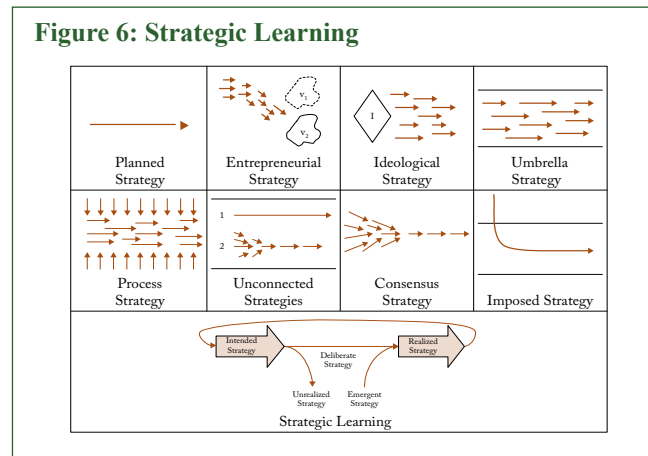 Figure 6: Strategic Learning
Planned
Strategy
V1
V2
Entrepreneurial
Strategy
I
Ideological
Strategy
Umbrella
Strategy
Process
Strategy
1
2
Unconnected
Strategies
Consensus
Strategy
Imposed Strategy
Intended
Strategy
Deliberate
Strategy
Realized
Strategy
Unrealized
Strategy
Emergent
Strategy
Strategic Learning